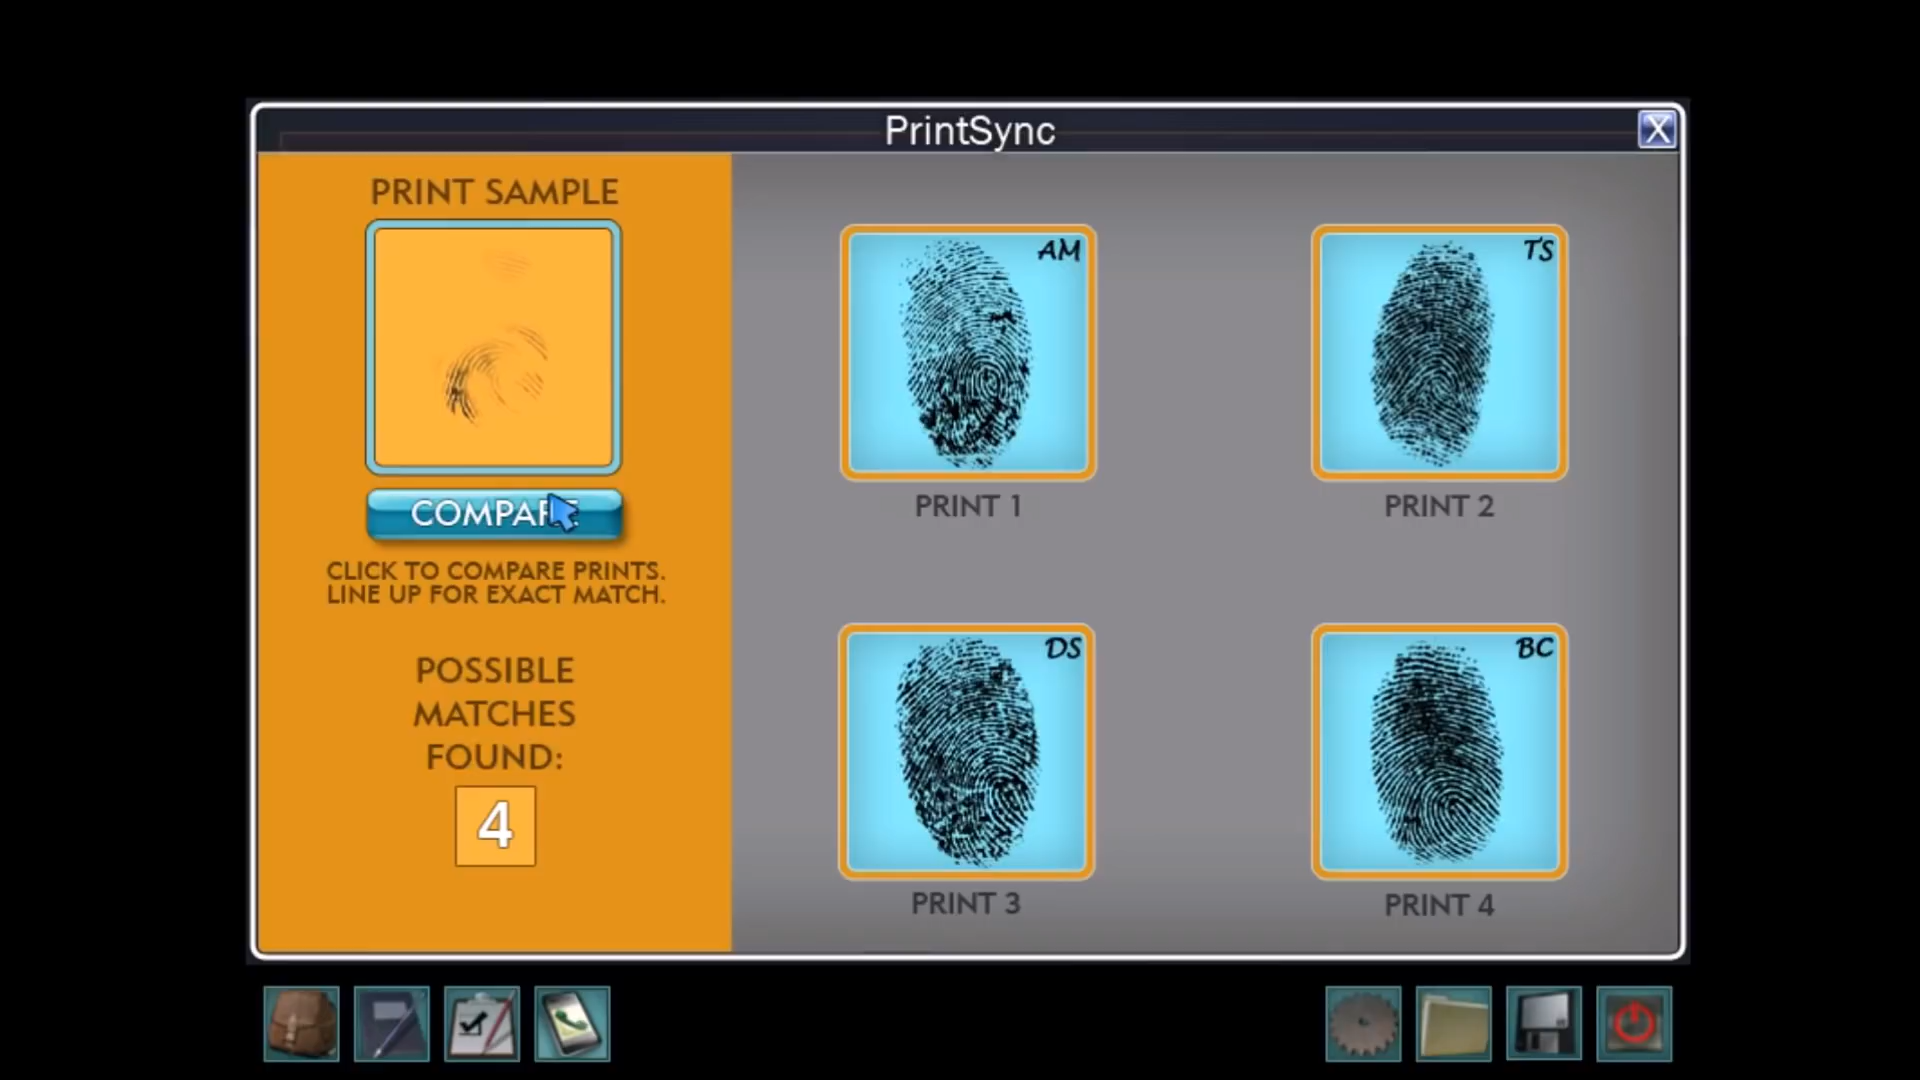 PrintSync
X
PRINT SAMPLE
COMPARE
CLICK TO COMPARE PRINTS.
LINE UP FOR EXACT MATCH.
POSSIBLE
MATCHES
FOUND:
4
AM
PRINT 1
TS
PRINT 2
DS
PRINT 3
BC
PRINT 4